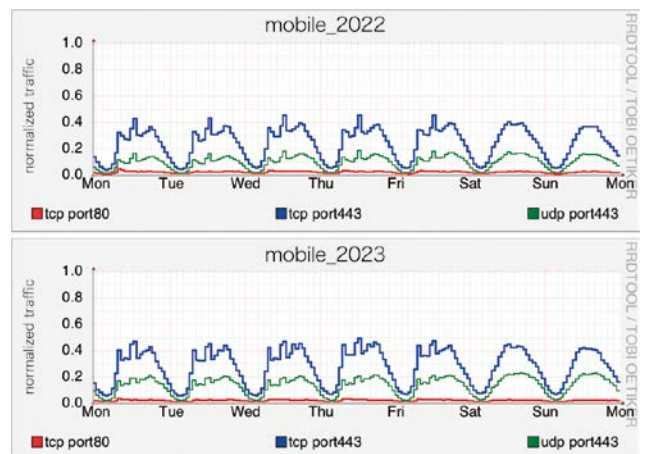 mobile_2022
RRDTOOL / TOBI OETIKER
normalized traffic
1.0
0.8
0.6
0.4
0.2
0.0
Mon Tue Wed Thu Fri Sat Sun Mon
tcp port80 tcp port443 udp port443
mobile_2023
RRDTOOL / TOBI OETIKER
normalized traffic
1.0
0.8
0.6
0.4
0.2
0.0
Mon Tue Wed Thu Fri Sat Sun Mon
tcp port80 tcp port443 udp port443